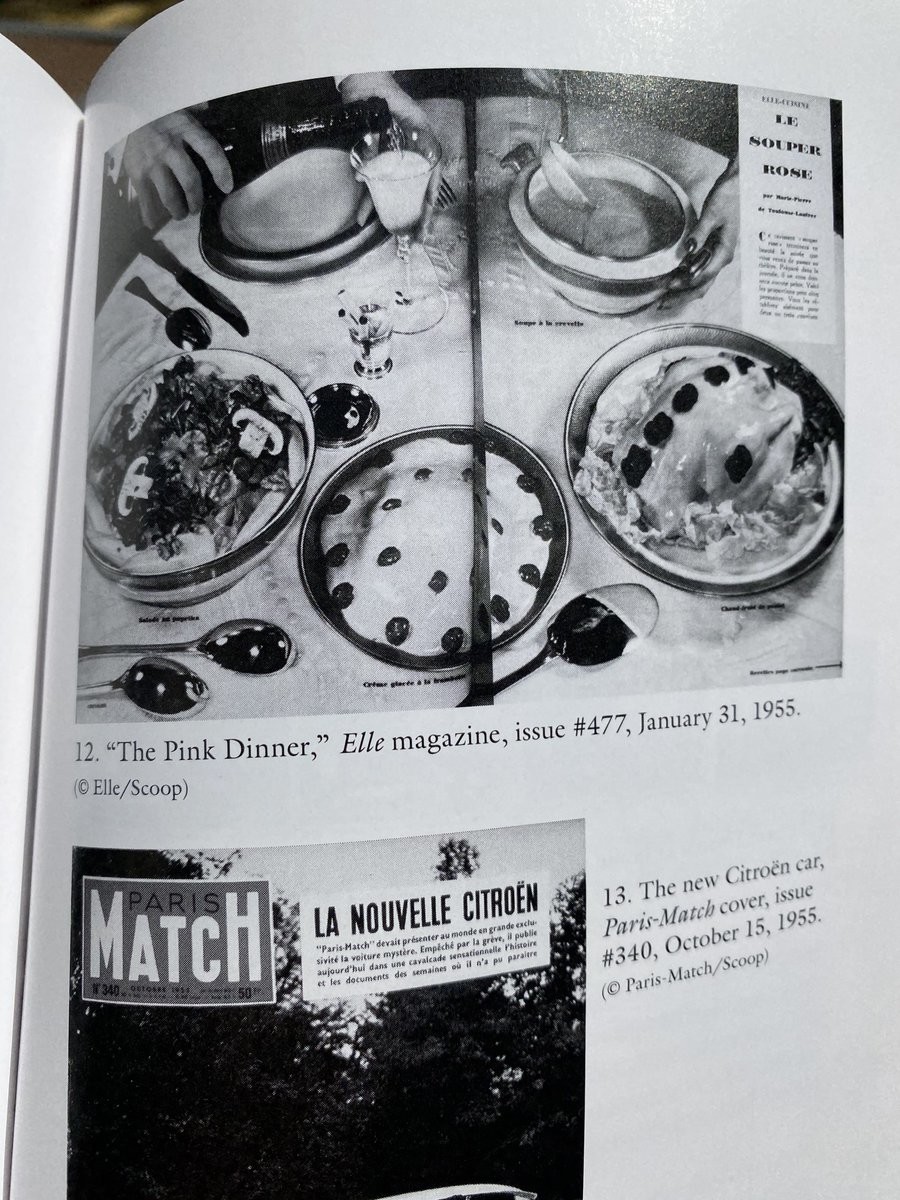 ELLE-CUISINE
LE
SOUPER
ROSE
par Marie-Pierre
de Toulouse-Lautrec
Soupe à la crevette
Salade au paprika
Crème glacée à la
Chaud-froid de poulet
Recettes page suivante
12. “The Pink Dinner,” Elle magazine, issue #477, January 31, 1955.
(© Elle/Scoop)
PARIS
MATCH
N° 340 OCTOBRE 1955 50
LA NOUVELLE CITROËN
"Paris-Match" devait présenter au monde en grande exclu-
sivité la voiture mystère. Empêché par la grève, il publie
aujourd'hui dans une cavalcade sensationnelle l'histoire
et les documents des semaines où il n'a pu paraître
13. The new Citroën car,
Paris-Match cover, issue
#340, October 15, 1955.
(© Paris-Match/Scoop)